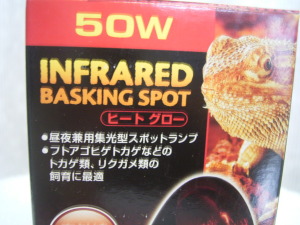 50W
INFRARED
BASKING SPOT
ヒート グロー
●昼夜兼用集光型スポットランプ
●フトアゴヒゲトカゲなどの
トカゲ類、リクガメ類の
飼育に最適